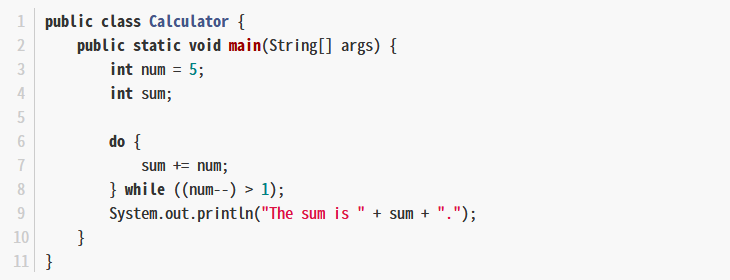 1 public class Calculator {
2     public static void main(String[] args) {
3         int num = 5;
4         int sum;
5
6         do {
7             sum += num;
8         } while ((num--) > 1);
9         System.out.println("The sum is " + sum + ".");
10     }
11 }